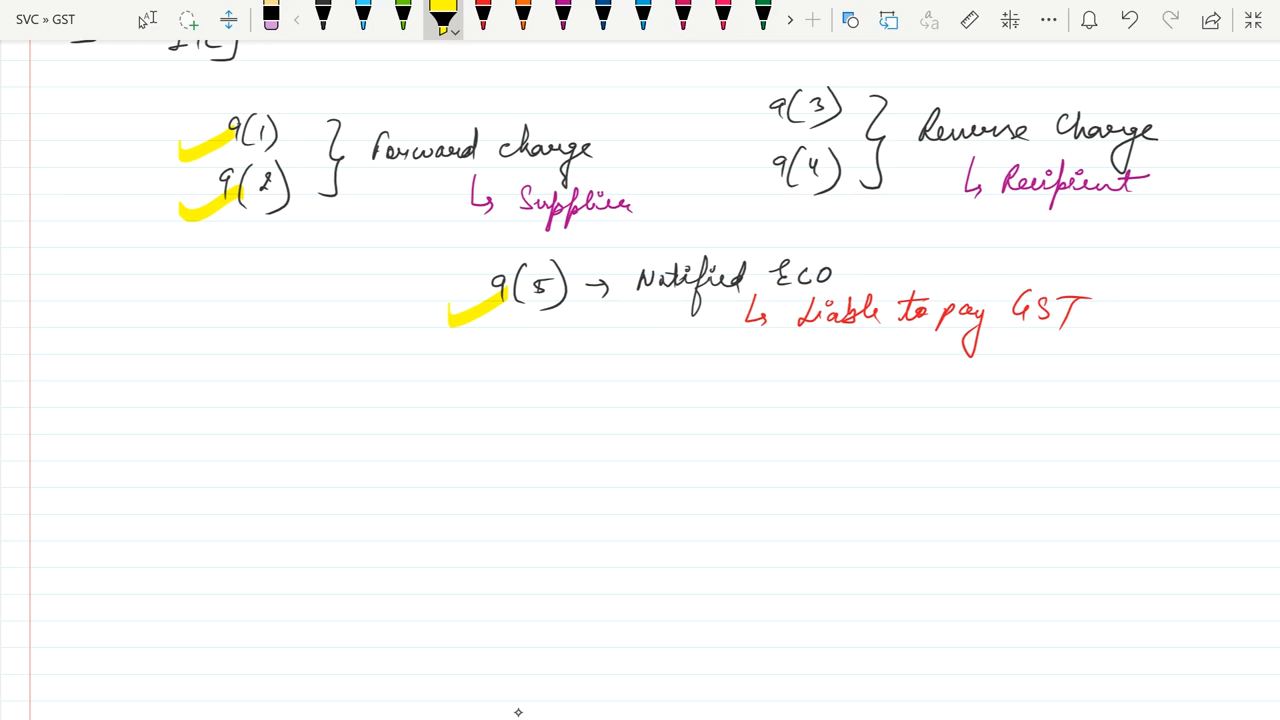 SVC » GST
9(1)
9(2)
} Forward charge
↳ Supplier
9(3)
9(4)
} Reverse Charge
↳ Recipient
9(5) → Notified ECO
↳ Liable to pay GST